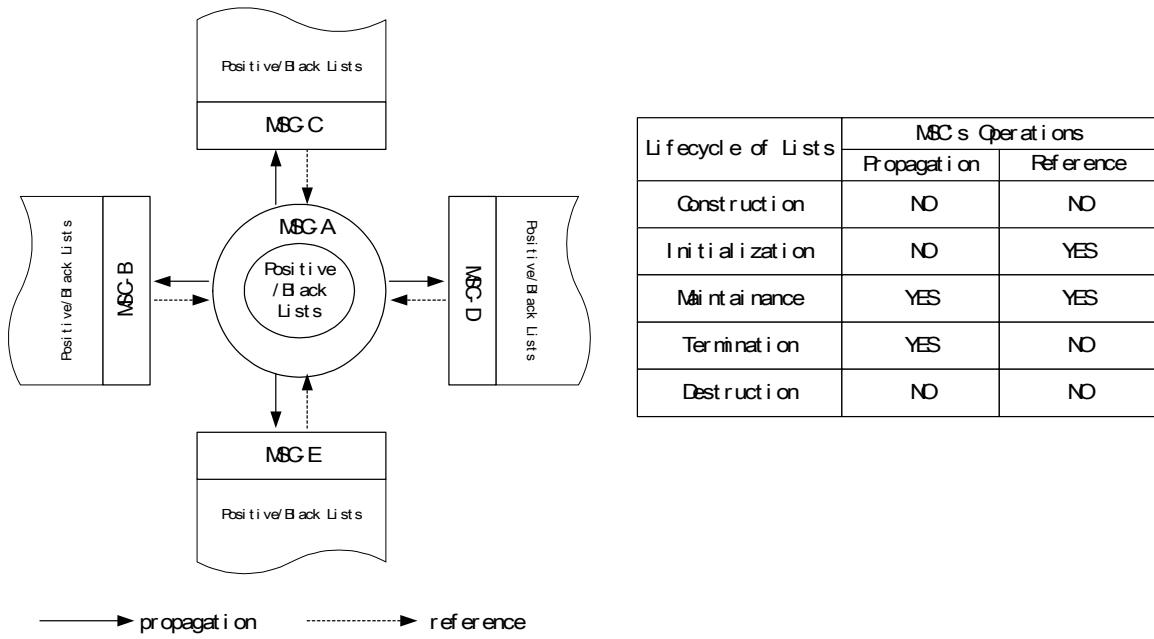 Positive/Black Lists
MSC-C
MSC-A
Positive
/Black
Lists
Positive/Black Lists
MSC-B
MSC-D
Positive/Black Lists
MSC-E
Positive/Black Lists
propagation
reference
Lifecycle of Lists
MSC's Operations
Propagation
Reference
Construction NO NO
Initialization NO YES
Maintainance YES YES
Termination YES NO
Destruction NO NO